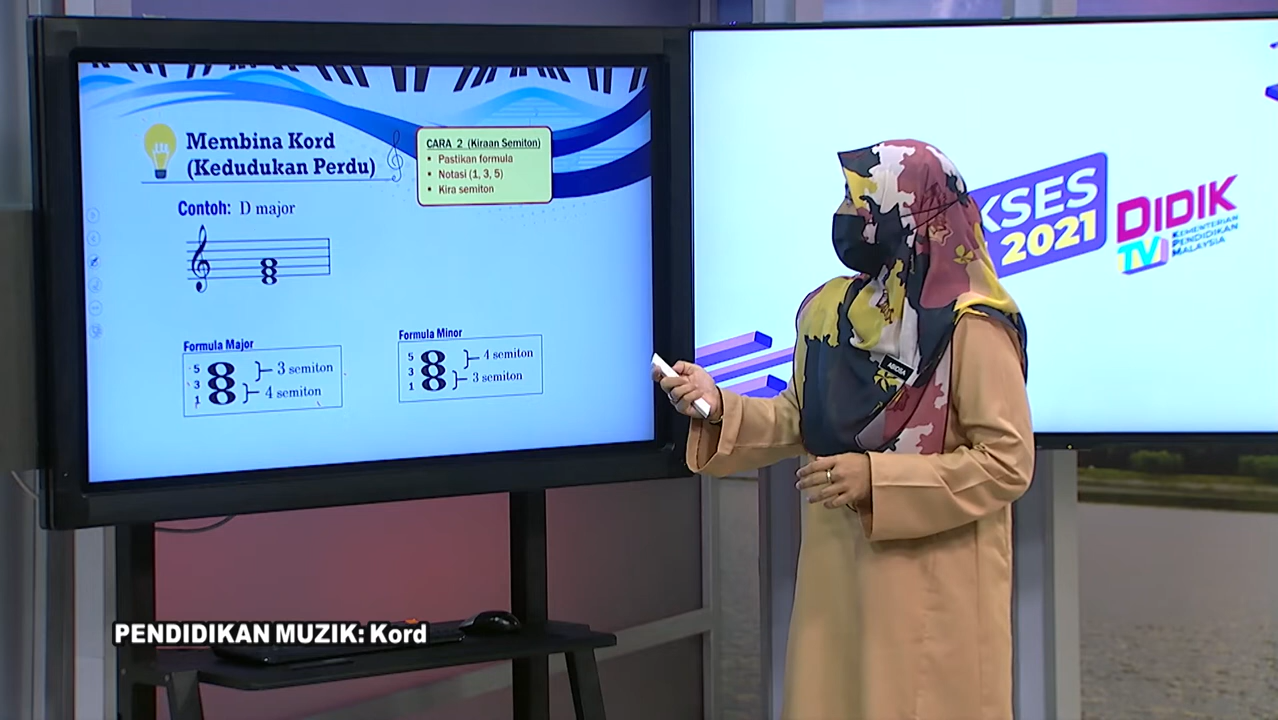 Membina Kord
(Kedudukan Perdu)
CARA 2 (Kiraan Semiton)
▪ Pastikan formula
▪ Notasi (1, 3, 5)
▪ Kira semiton
Contoh: D major
Formula Major
5
3
1
3 semiton
4 semiton
Formula Minor
5
3
1
4 semiton
3 semiton
KSES
2021
DIDIK
TV
KEMENTERIAN
PENDIDIKAN
MALAYSIA
PENDIDIKAN MUZIK: Kord